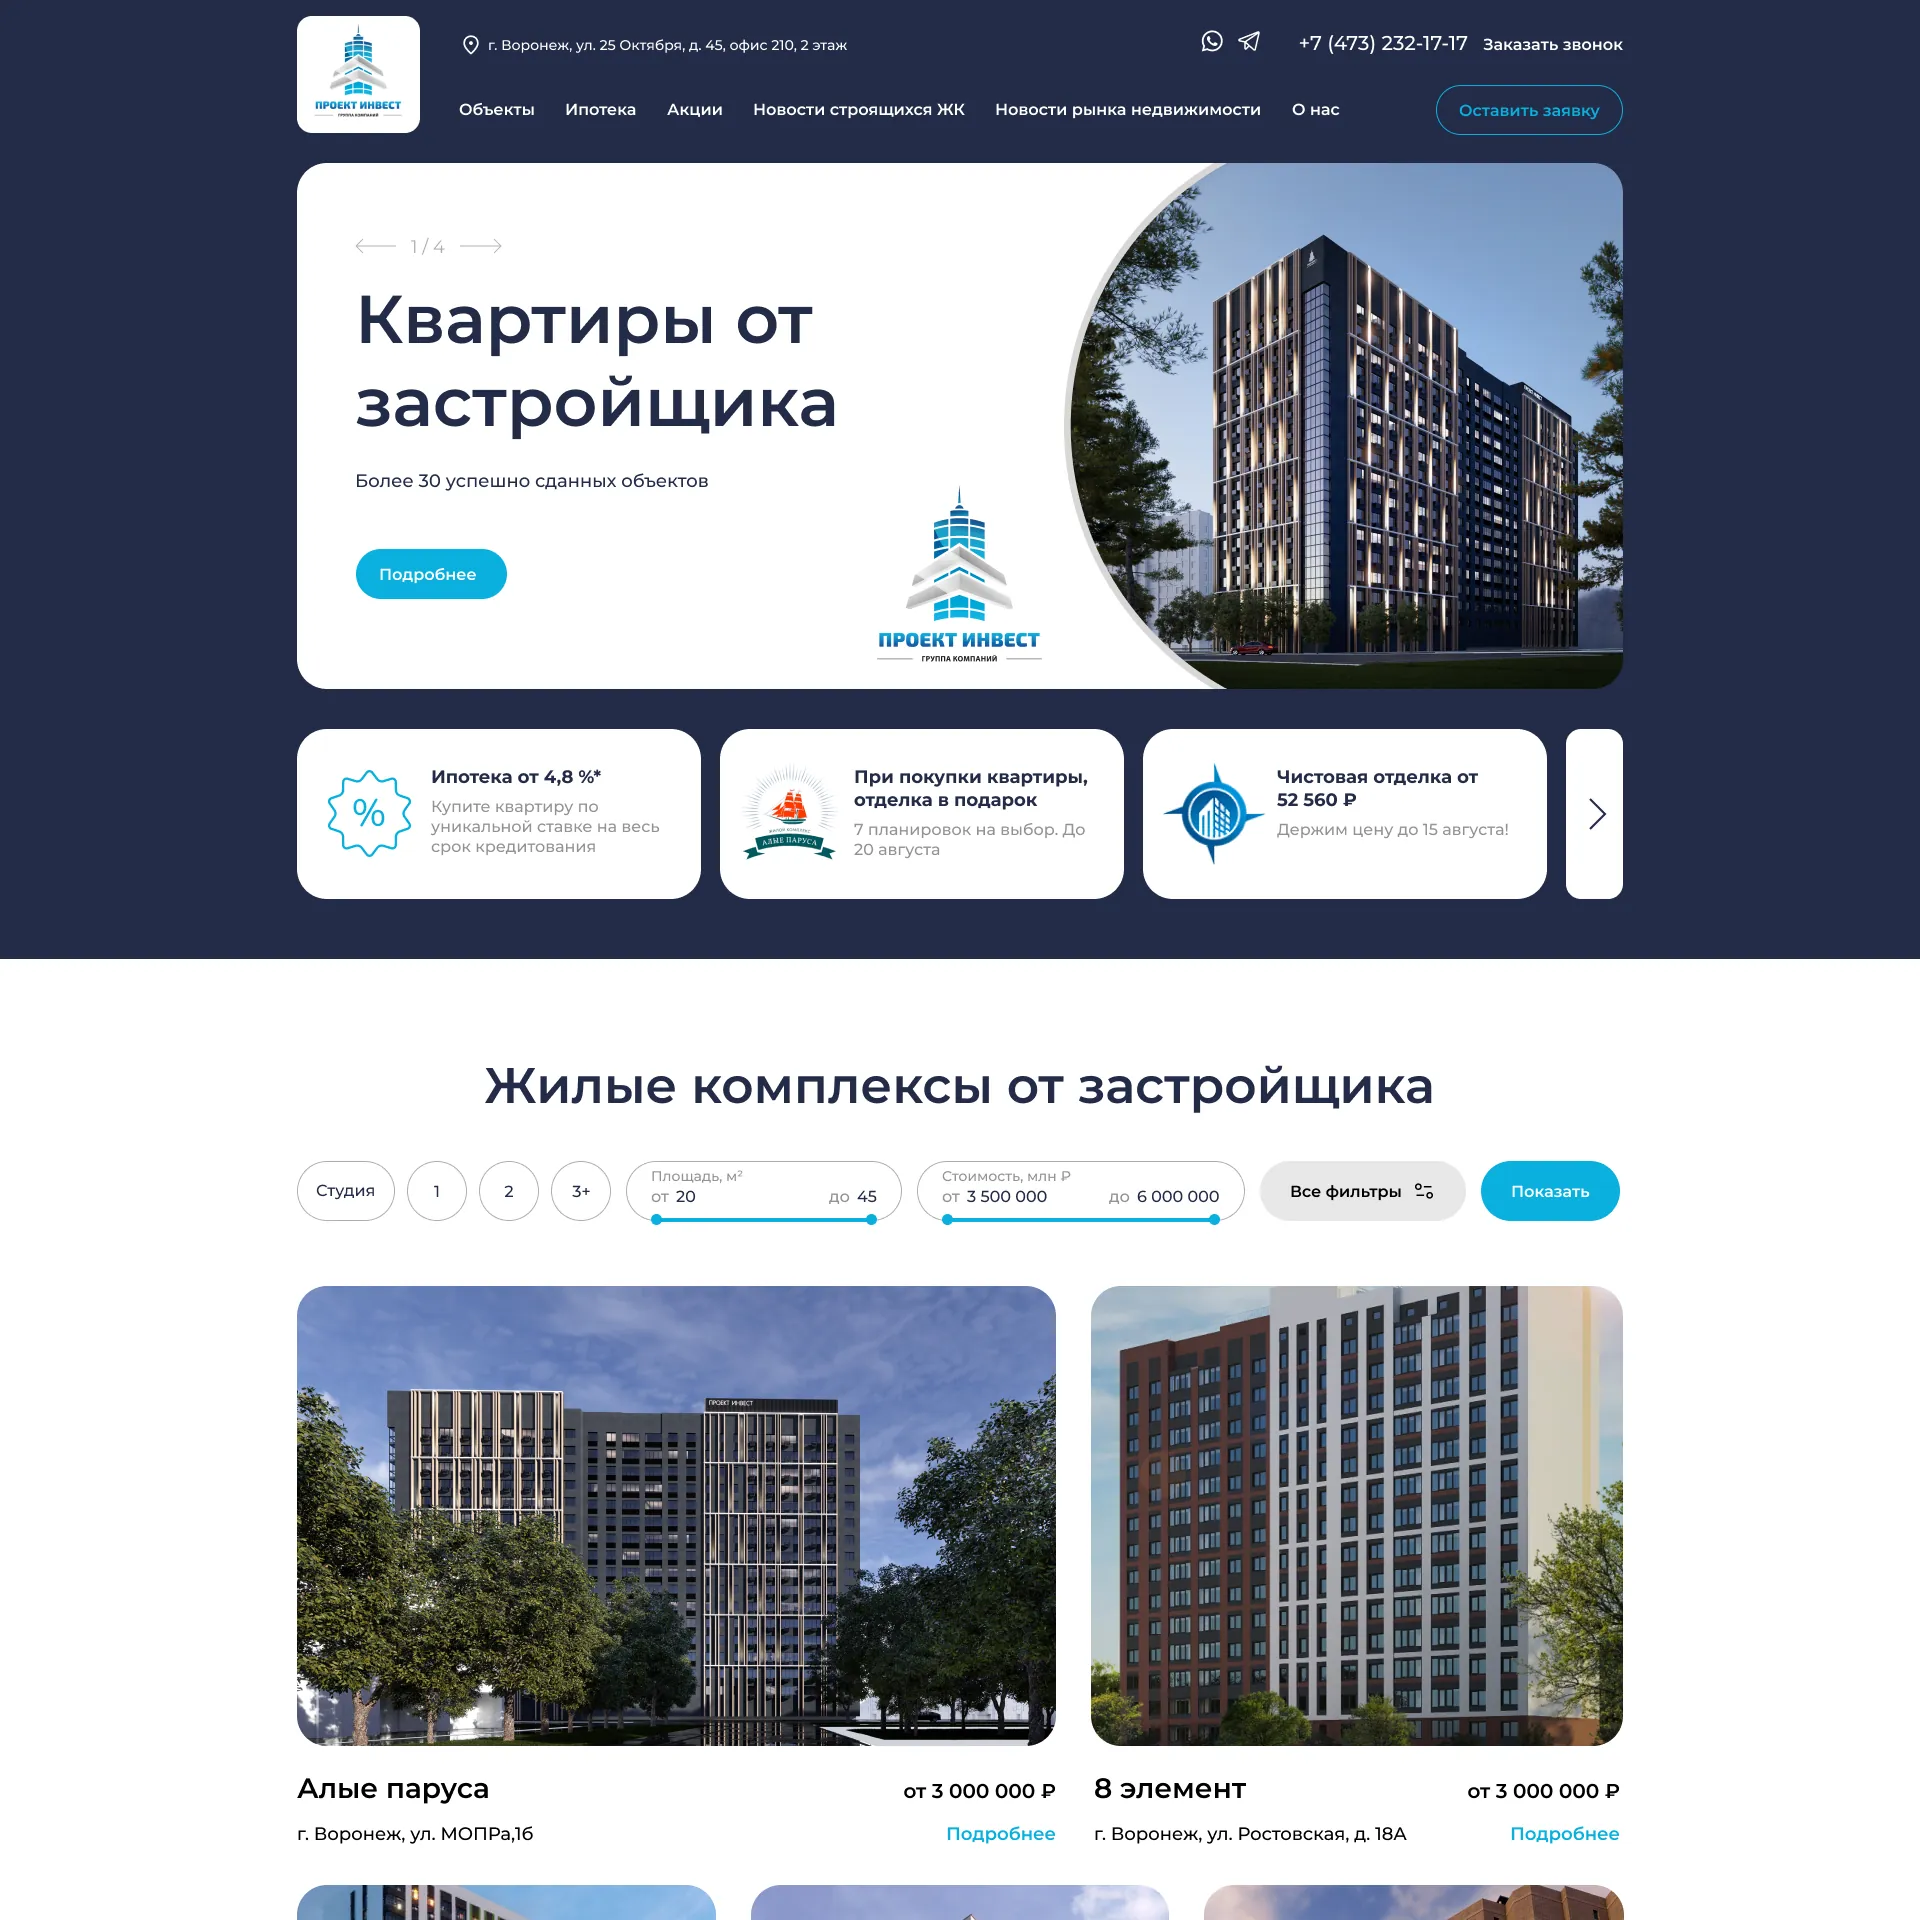 ПРОЕКТ ИНВЕСТ
ГРУППА КОМПАНИЙ
г. Воронеж, ул. 25 Октября, д. 45, офис 210, 2 этаж
+7 (473) 232-17-17
Заказать звонок
Объекты
Ипотека
Акции
Новости строящихся ЖК
Новости рынка недвижимости
О нас
Оставить заявку
1 / 4
Квартиры от
застройщика
Более 30 успешно сданных объектов
Подробнее
ПРОЕКТ ИНВЕСТ
ГРУППА КОМПАНИЙ
%
Ипотека от 4,8 %*
Купите квартиру по
уникальной ставке на весь
срок кредитования
ЖИЛОЙ КОМПЛЕКС
АЛЫЕ ПАРУСА
При покупки квартиры,
отделка в подарок
7 планировок на выбор. До
20 августа
Чистовая отделка от
52 560 ₽
Держим цену до 15 августа!
Жилые комплексы от застройщика
Студия
1
2
3+
Площадь, м²
от 20
до 45
Стоимость, млн ₽
от 3 500 000
до 6 000 000
Все фильтры
Показать
ПРОЕКТ ИНВЕСТ
Алые паруса
от 3 000 000 ₽
г. Воронеж, ул. МОПРа,1б
Подробнее
8 элемент
от 3 000 000 ₽
г. Воронеж, ул. Ростовская, д. 18А
Подробнее